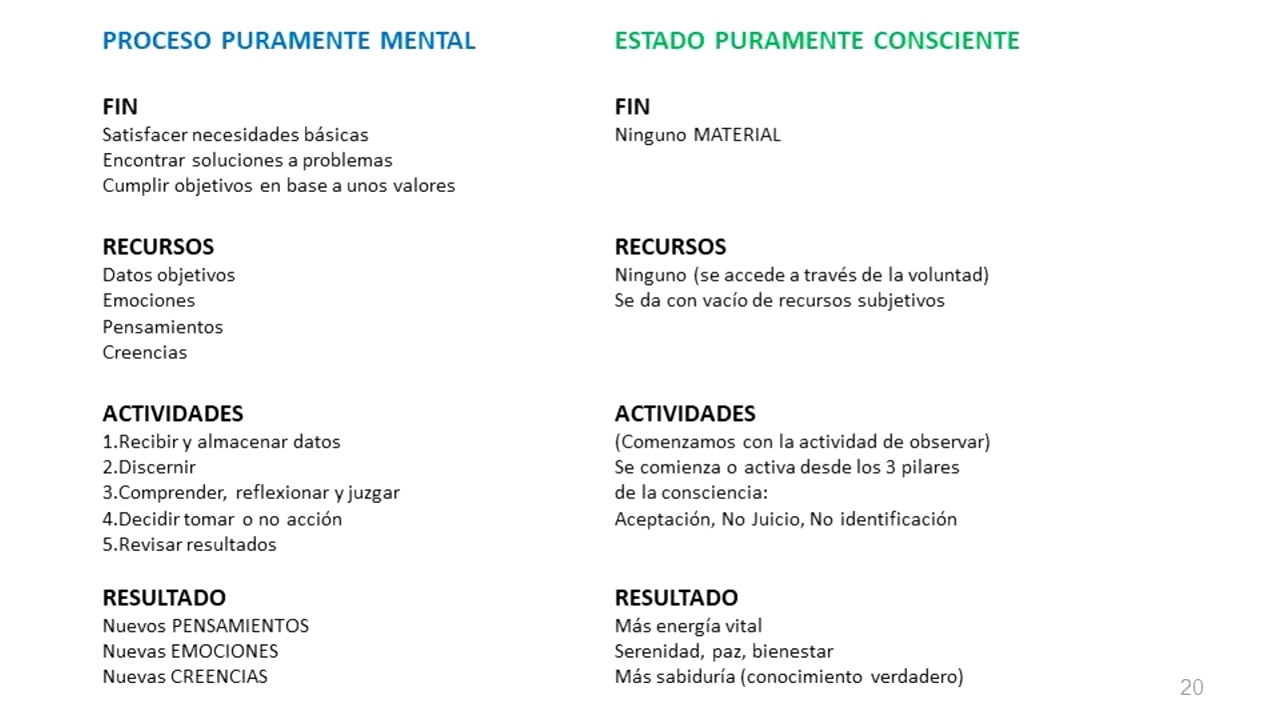 PROCESO PURAMENTE MENTAL
FIN
Satisfacer necesidades básicas
Encontrar soluciones a problemas
Cumplir objetivos en base a unos valores
RECURSOS
Datos objetivos
Emociones
Pensamientos
Creencias
ACTIVIDADES
1.Recibir y almacenar datos
2.Discernir
3.Comprender, reflexionar y juzgar
4.Decidir tomar o no acción
5.Revisar resultados
RESULTADO
Nuevos PENSAMIENTOS
Nuevas EMOCIONES
Nuevas CREENCIAS
ESTADO PURAMENTE CONSCIENTE
FIN
Ninguno MATERIAL
RECURSOS
Ninguno (se accede a través de la voluntad)
Se da con vacío de recursos subjetivos
ACTIVIDADES
(Comenzamos con la actividad de observar)
Se comienza o activa desde los 3 pilares
de la consciencia:
Aceptación, No Juicio, No identificación
RESULTADO
Más energía vital
Serenidad, paz, bienestar
Más sabiduría (conocimiento verdadero)
20